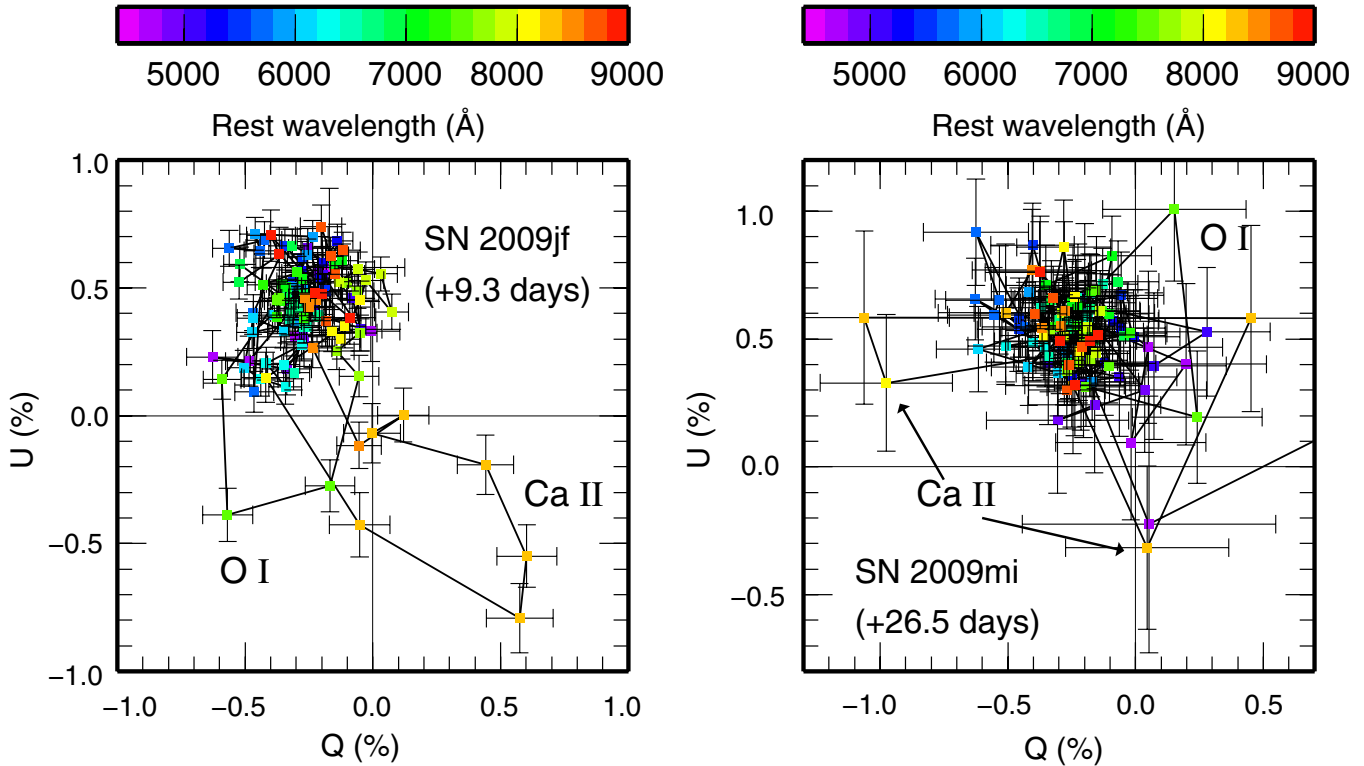 5000 6000 7000 8000 9000
Rest wavelength (Å)
1.0
0.5
0.0
−0.5
−1.0
U (%)
SN 2009jf
(+9.3 days)
Ca II
O I
−1.0 −0.5 0.0 0.5 1.0
Q (%)
5000 6000 7000 8000 9000
Rest wavelength (Å)
1.0
0.5
0.0
−0.5
U (%)
O I
Ca II
SN 2009mi
(+26.5 days)
−1.0 −0.5 0.0 0.5
Q (%)